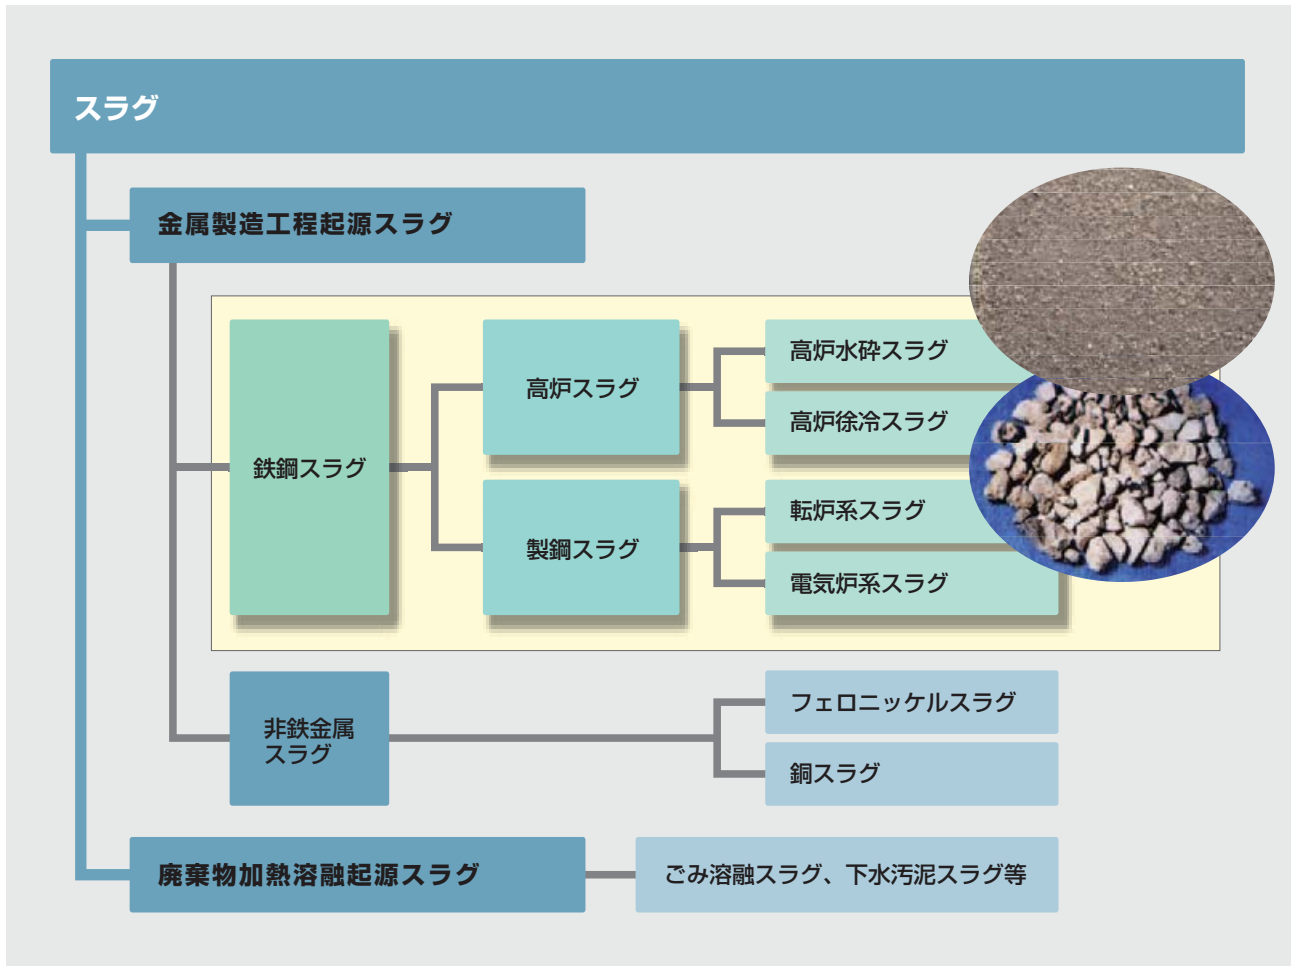 スラグ
金属製造工程起源スラグ
鉄鋼スラグ
高炉スラグ
高炉水砕スラグ
高炉徐冷スラグ
製鋼スラグ
転炉系スラグ
電気炉系スラグ
非鉄金属
スラグ
フェロニッケルスラグ
銅スラグ
廃棄物加熱溶融起源スラグ
ごみ溶融スラグ、下水汚泥スラグ等